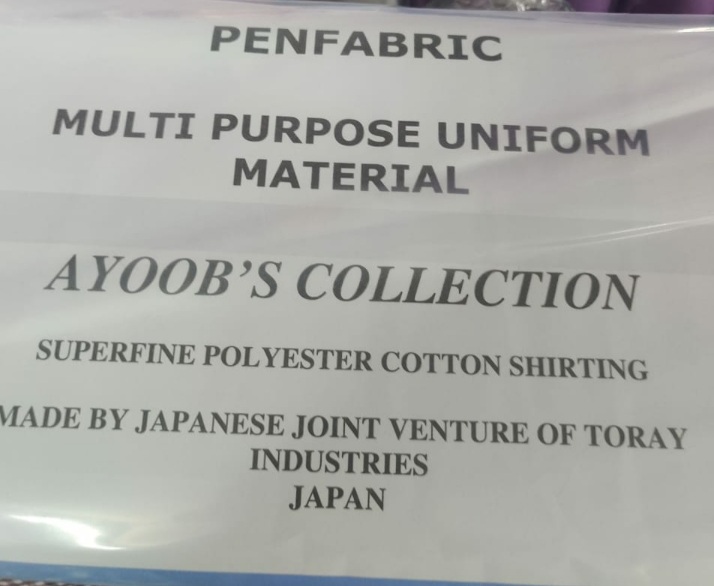 PENFABRIC
MULTI PURPOSE UNIFORM
MATERIAL
AYOOB'S COLLECTION
SUPERFINE POLYESTER COTTON SHIRTING
MADE BY JAPANESE JOINT VENTURE OF TORAY
INDUSTRIES
JAPAN